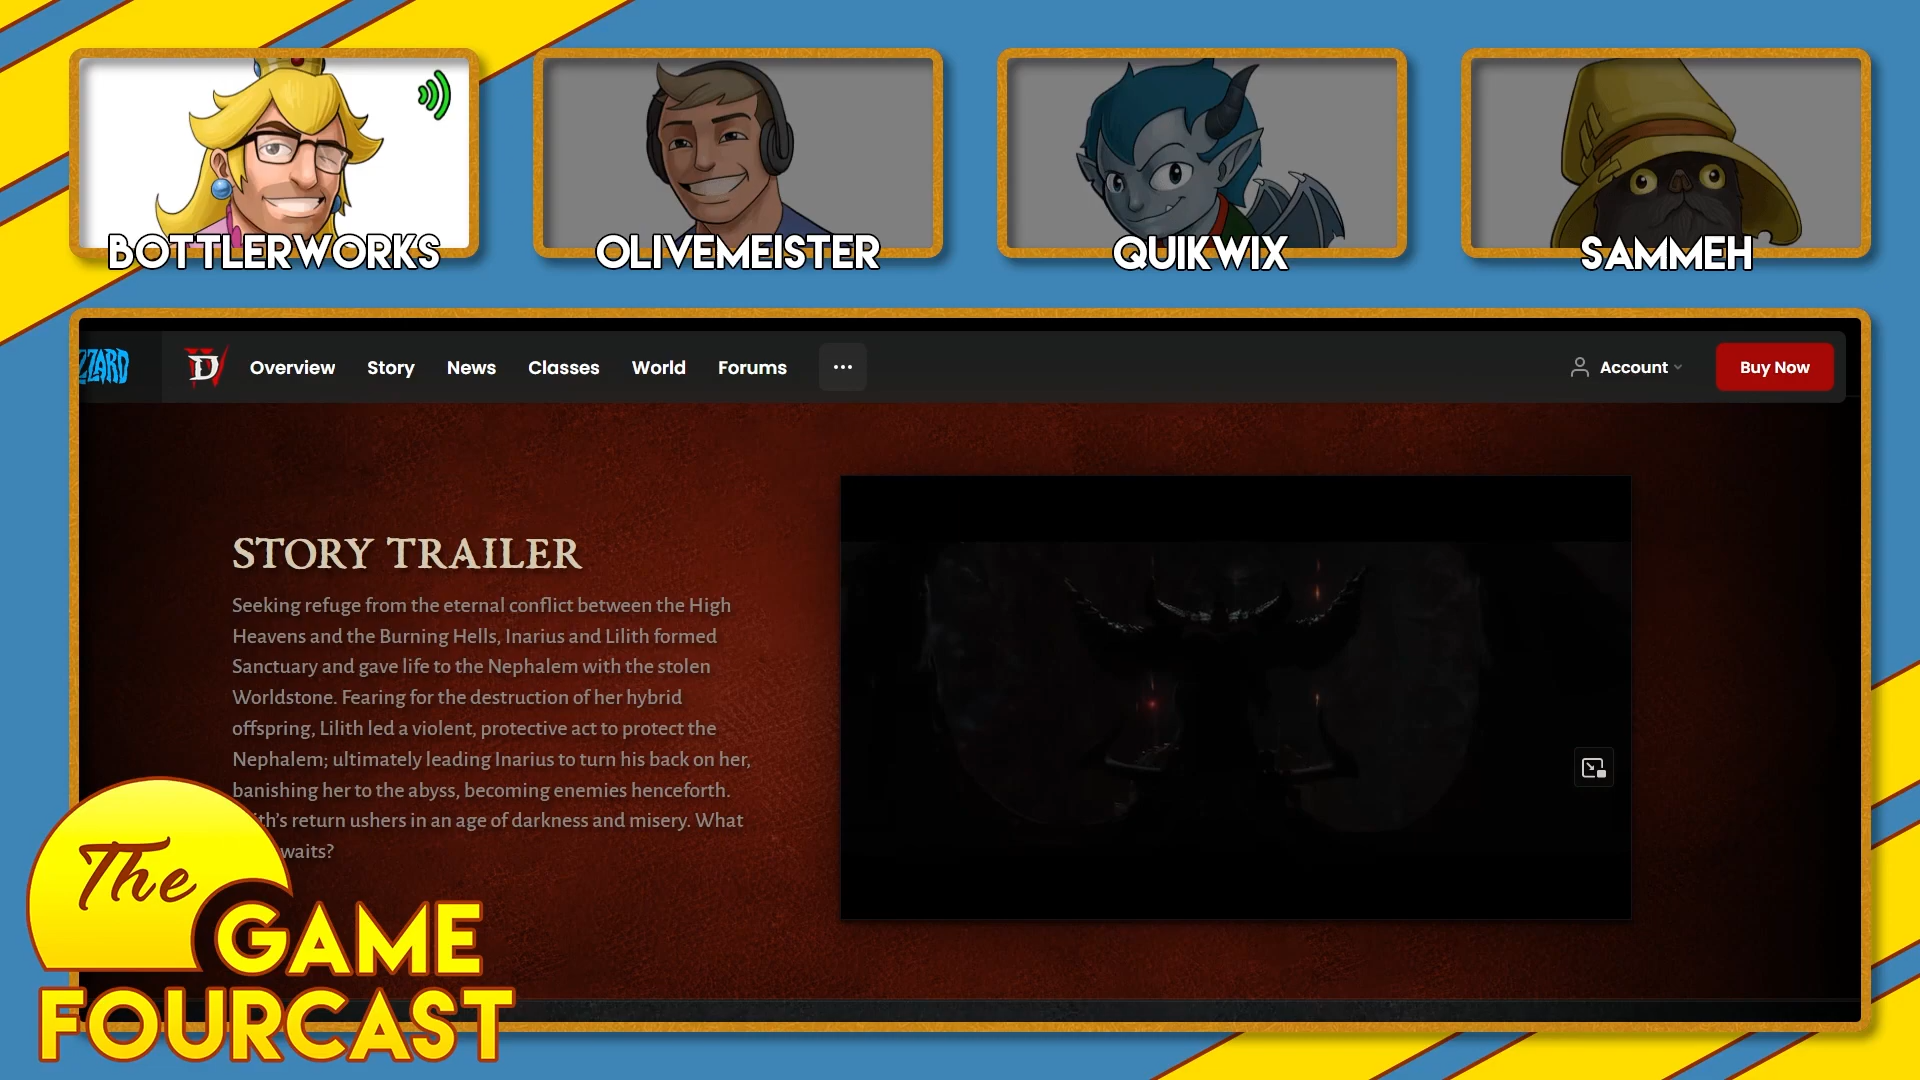 BOTTLERWORKS
OLIVEMEISTER
QUIKWIX
SAMMEH
ZZARD
D IV
Overview
Story
News
Classes
World
Forums
Account
Buy Now
STORY TRAILER
Seeking refuge from the eternal conflict between the High
Heavens and the Burning Hells, Inarius and Lilith formed
Sanctuary and gave life to the Nephalem with the stolen
Worldstone. Fearing for the destruction of her hybrid
offspring, Lilith led a violent, protective act to protect the
Nephalem; ultimately leading Inarius to turn his back on her,
banishing her to the abyss, becoming enemies henceforth.
ith's return ushers in an age of darkness and misery. What
waits?
The
GAME
FOURCAST